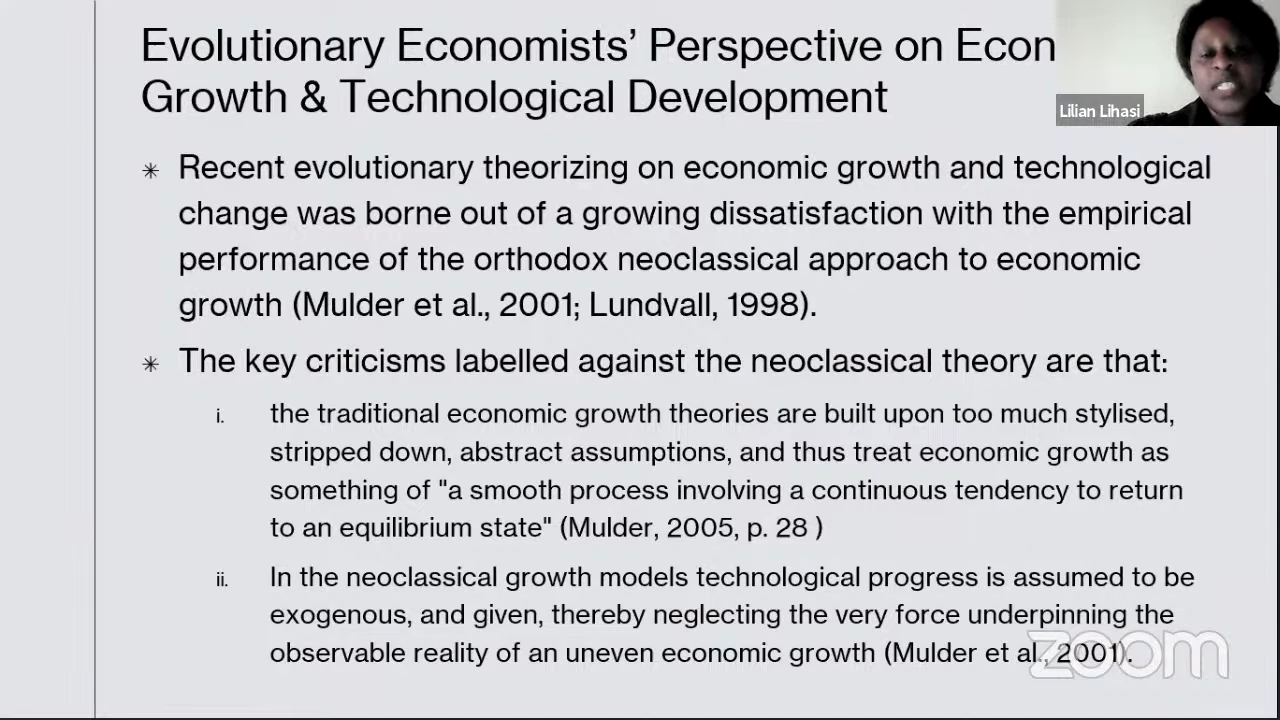 Evolutionary Economists’ Perspective on Econ
Growth & Technological Development
Lilian Lihasi
Recent evolutionary theorizing on economic growth and technological
change was borne out of a growing dissatisfaction with the empirical
performance of the orthodox neoclassical approach to economic
growth (Mulder et al., 2001; Lundvall, 1998).
The key criticisms labelled against the neoclassical theory are that:
i. the traditional economic growth theories are built upon too much stylised,
stripped down, abstract assumptions, and thus treat economic growth as
something of "a smooth process involving a continuous tendency to return
to an equilibrium state" (Mulder, 2005, p. 28 )
ii. In the neoclassical growth models technological progress is assumed to be
exogenous, and given, thereby neglecting the very force underpinning the
observable reality of an uneven economic growth (Mulder et al., 2001).
zoom